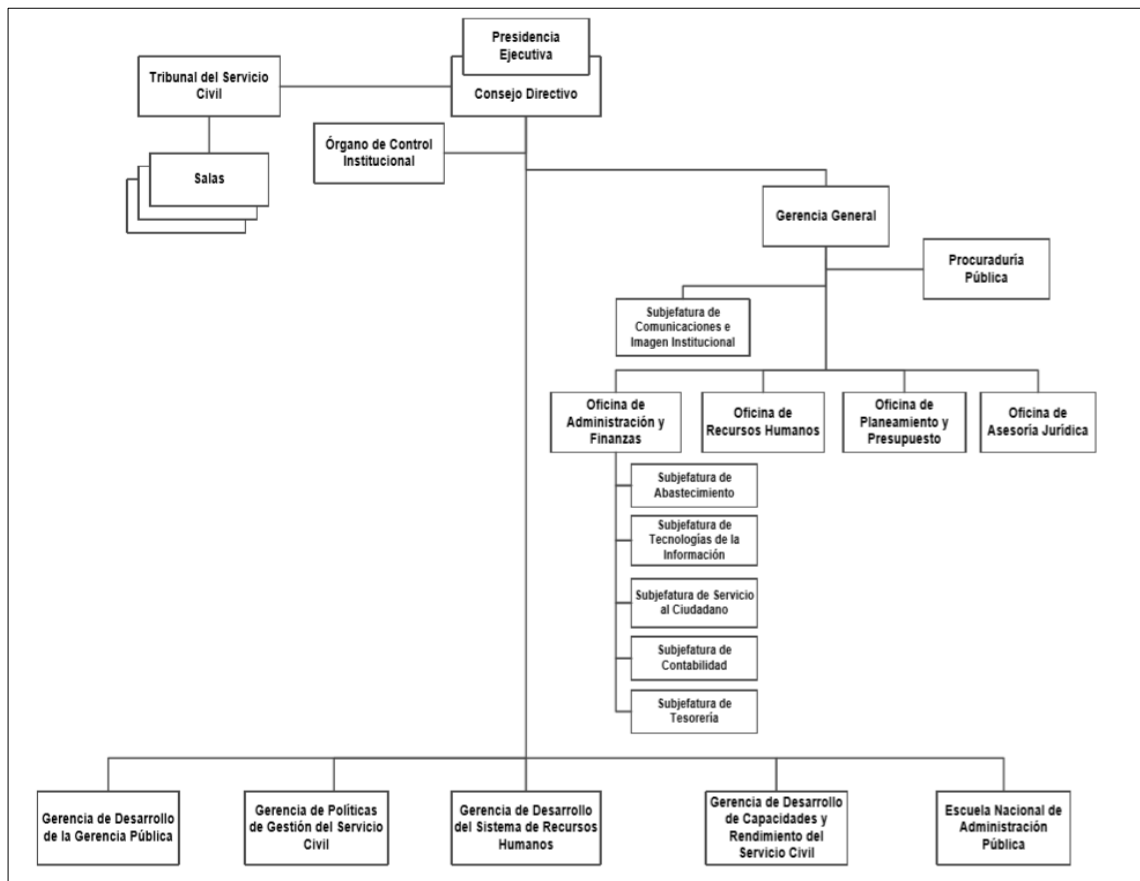 Presidencia
Ejecutiva
Consejo Directivo
Tribunal del Servicio
Civil
Órgano de Control
Institucional
Salas
Gerencia General
Procuraduría
Pública
Subjefatura de
Comunicaciones e
Imagen Institucional
Oficina de
Administración y
Finanzas
Oficina de
Recursos Humanos
Oficina de
Planeamiento y
Presupuesto
Oficina de
Asesoría Jurídica
Subjefatura de
Abastecimiento
Subjefatura de
Tecnologías de la
Información
Subjefatura de Servicio
al Ciudadano
Subjefatura de
Contabilidad
Subjefatura de
Tesorería
Gerencia de Desarrollo
de la Gerencia Pública
Gerencia de Políticas
de Gestión del Servicio
Civil
Gerencia de Desarrollo
del Sistema de Recursos
Humanos
Gerencia de Desarrollo
de Capacidades y
Rendimiento del
Servicio Civil
Escuela Nacional de
Administración
Pública